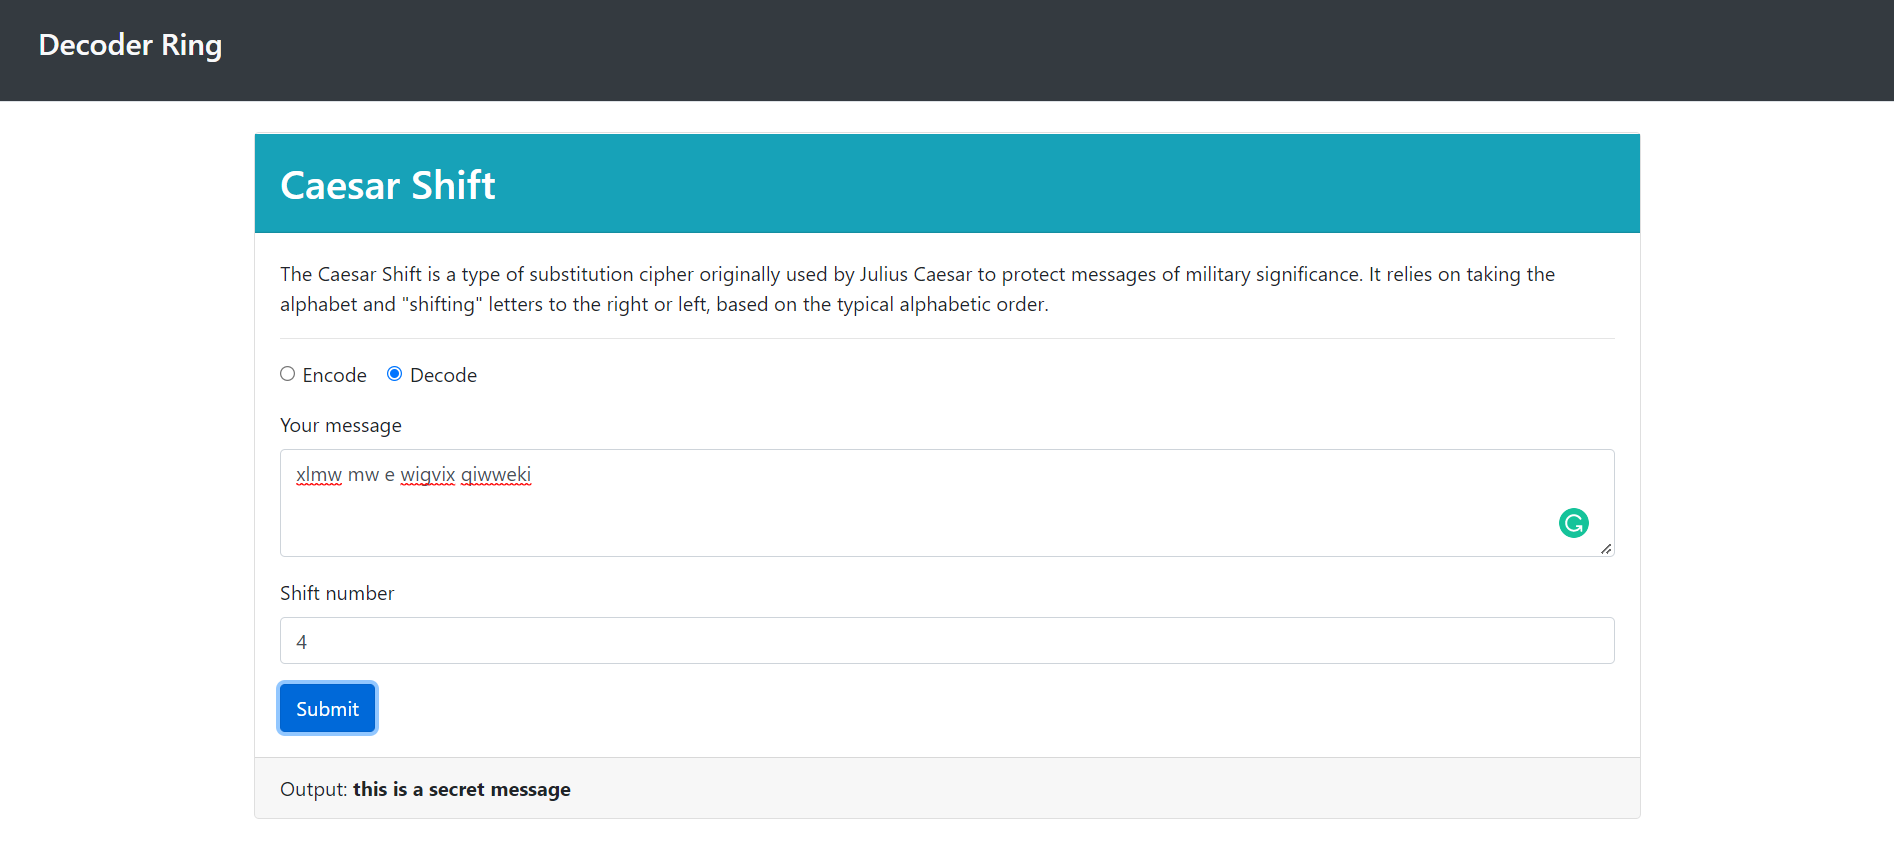 Decoder Ring
Caesar Shift
The Caesar Shift is a type of substitution cipher originally used by Julius Caesar to protect messages of military significance. It relies on taking the
alphabet and "shifting" letters to the right or left, based on the typical alphabetic order.
Encode Decode
Your message
xlmw mw e wigvix qiwweki
Shift number
4
Submit
Output: this is a secret message